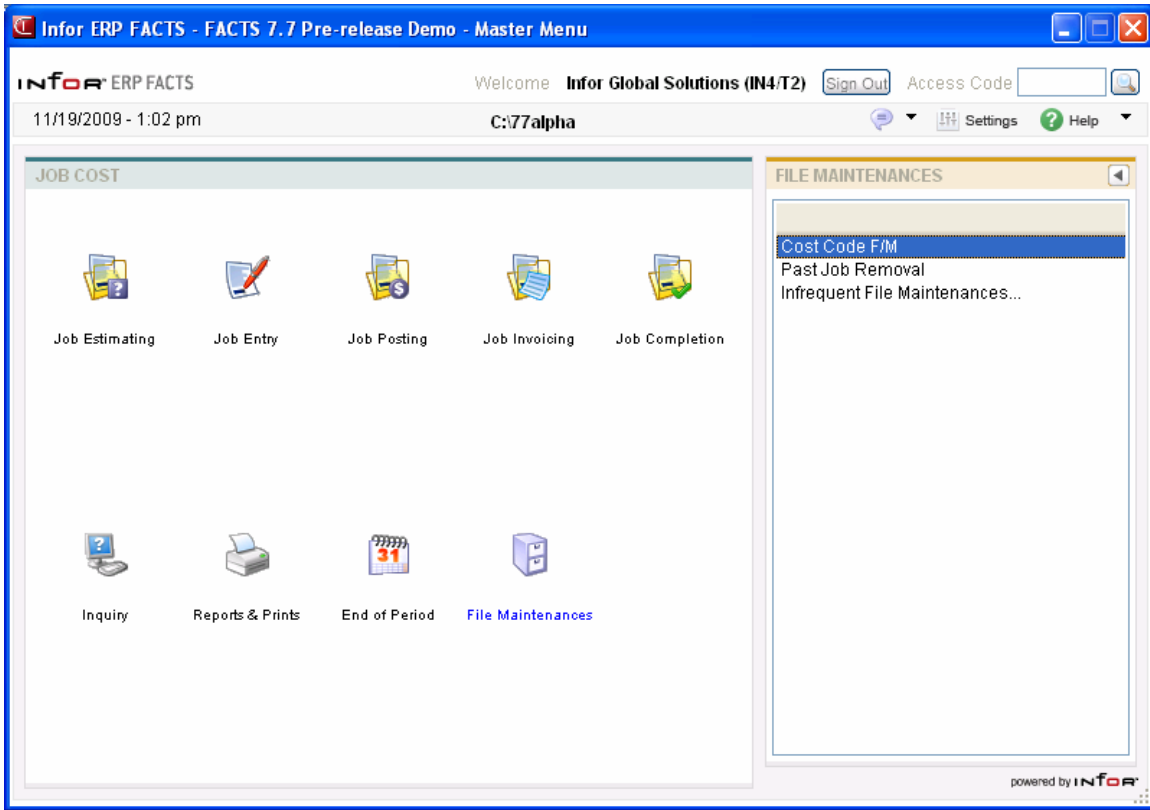 Infor ERP FACTS - FACTS 7.7 Pre-release Demo - Master Menu
infor ERP FACTS Welcome Infor Global Solutions (IN4/T2) Sign Out Access Code
11/19/2009 - 1:02 pm C:\77alpha Settings Help
JOB COST
Job Estimating Job Entry Job Posting Job Invoicing Job Completion
31
Inquiry Reports & Prints End of Period File Maintenances
FILE MAINTENANCES
Cost Code F/M
Past Job Removal
Infrequent File Maintenances...
powered by infor